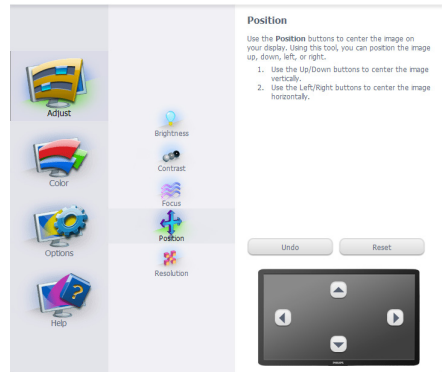 Adjust
Color
Options
Help
Brightness
Contrast
Focus
Position
Resolution
Position
Use the Position buttons to center the image on
your display. Using this tool, you can position the image
up, down, left, or right.
1. Use the Up/Down buttons to center the image
vertically.
2. Use the Left/Right buttons to center the image
horizontally.
Undo
Reset
PHILIPS